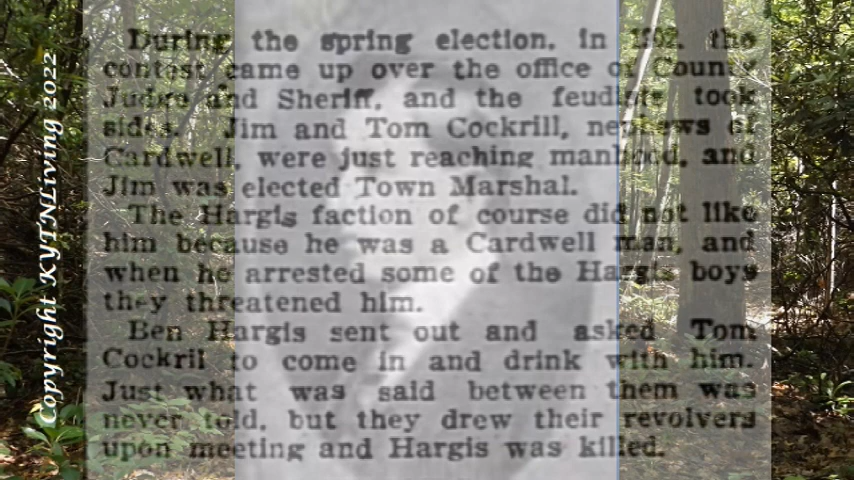 During the spring election, in 1902, the
contest came up over the office of County
Judge and Sheriff, and the feudists took
sides. Jim and Tom Cockrill, nephews of
Cardwell, were just reaching manhood, and
Jim was elected Town Marshal.
The Hargis faction of course did not like
him because he was a Cardwell man, and
when he arrested some of the Hargis boys
they threatened him.
Ben Hargis sent out and asked Tom
Cockril to come in and drink with him.
Just what was said between them was
never told, but they drew their revolvers
upon meeting and Hargis was killed.
Copyright KYTNLiving 2022